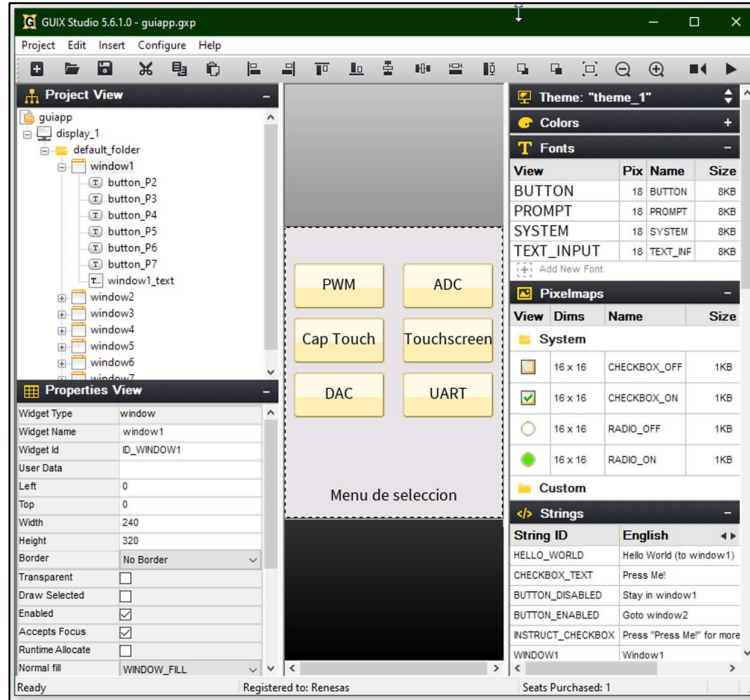 GUIX Studio 5.6.1.0 - guiapp.gxp
Project Edit Insert Configure Help
Project View
guiapp
display_1
default_folder
window1
button_P2
button_P3
button_P4
button_P5
button_P6
button_P7
window1_text
window2
window3
window4
window5
window6
window7
Properties View
Widget Type window
Widget Name window1
Widget Id ID_WINDOW1
User Data
Left 0
Top 0
Width 240
Height 320
Border No Border
Transparent
Draw Selected
Enabled
Accepts Focus
Runtime Allocate
Normal fill WINDOW_FILL
PWM ADC
Cap Touch Touchscreen
DAC UART
Menu de seleccion
Theme: "theme_1"
Colors
Fonts
View Pix Name Size
BUTTON 18 BUTTON 8KB
PROMPT 18 PROMPT 8KB
SYSTEM 18 SYSTEM 8KB
TEXT_INPUT 18 TEXT_INF 8KB
Add New Font
Pixelmaps
View Dims Name Size
System
16 x 16 CHECKBOX_OFF 1KB
16 x 16 CHECKBOX_ON 1KB
16 x 16 RADIO_OFF 1KB
16 x 16 RADIO_ON 1KB
Custom
Strings
String ID English
HELLO_WORLD Hello World (to window1)
CHECKBOX_TEXT Press Me!
BUTTON_DISABLED Stay in window1
BUTTON_ENABLED Goto window2
INSTRUCT_CHECKBOX Press "Press Me!" for more
WINDOW1 Window1
Ready Registered to: Renesas Seats Purchased: 1